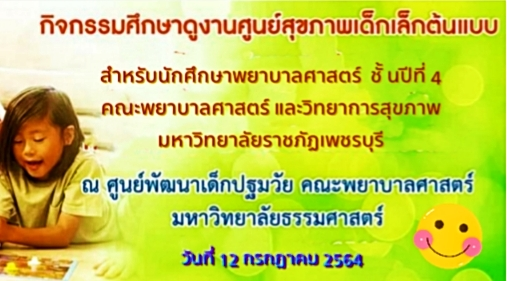 กิจกรรมศึกษาดูงานศูนย์สุขภาพเด็กเล็กต้นแบบ
สำหรับนักศึกษาพยาบาลศาสตร์ ชั้ นปีที่ 4
คณะพยาบาลศาสตร์ และวิทยาการสุขภาพ
มหาวิทยาลัยราชภัฏเพชรบุรี
ณ ศูนย์พัฒนาเด็กปฐมวัย คณะพยาบาลศาสตร์
มหาวิทยาลัยธรรมศาสตร์
วันที่ 12 กรกฎาคม 2564